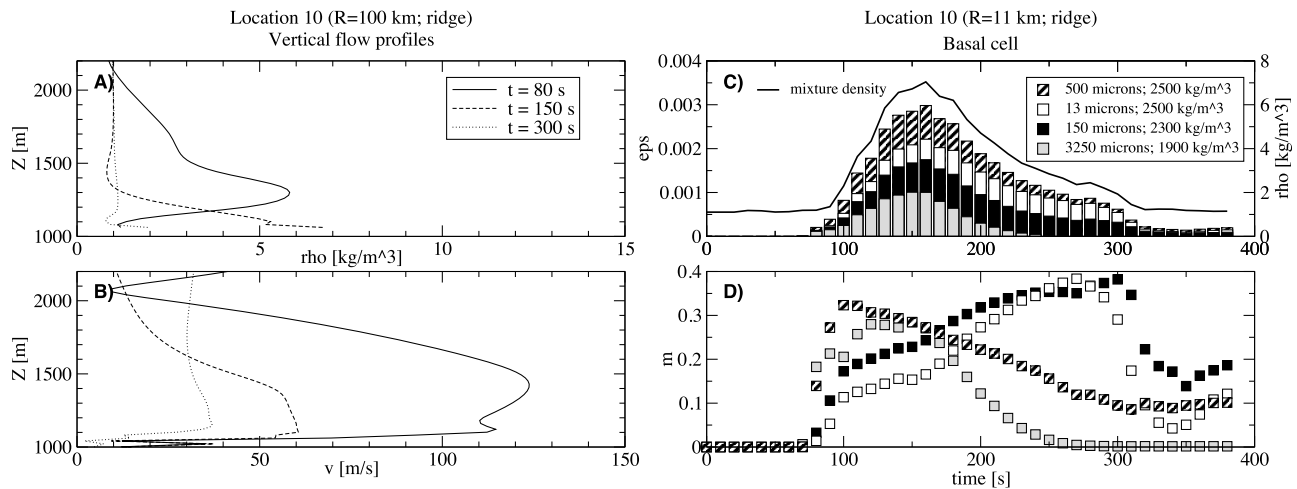 Location 10 (R=100 km; ridge)
Vertical flow profiles
A)
t = 80 s
t = 150 s
t = 300 s
2000
1500
1000
Z [m]
0
5
10
15
rho [kg/m^3]
B)
2000
1500
1000
Z [m]
0
50
100
150
v [m/s]
Location 10 (R=11 km; ridge)
Basal cell
C)
mixture density
500 microns; 2500 kg/m^3
13 microns; 2500 kg/m^3
150 microns; 2300 kg/m^3
3250 microns; 1900 kg/m^3
0.004
0.003
0.002
0.001
0
eps
8
6
4
2
0
rho [kg/m^3]
0
100
200
300
400
D)
0.4
0.3
0.2
0.1
0
m
0
100
200
300
400
time [s]